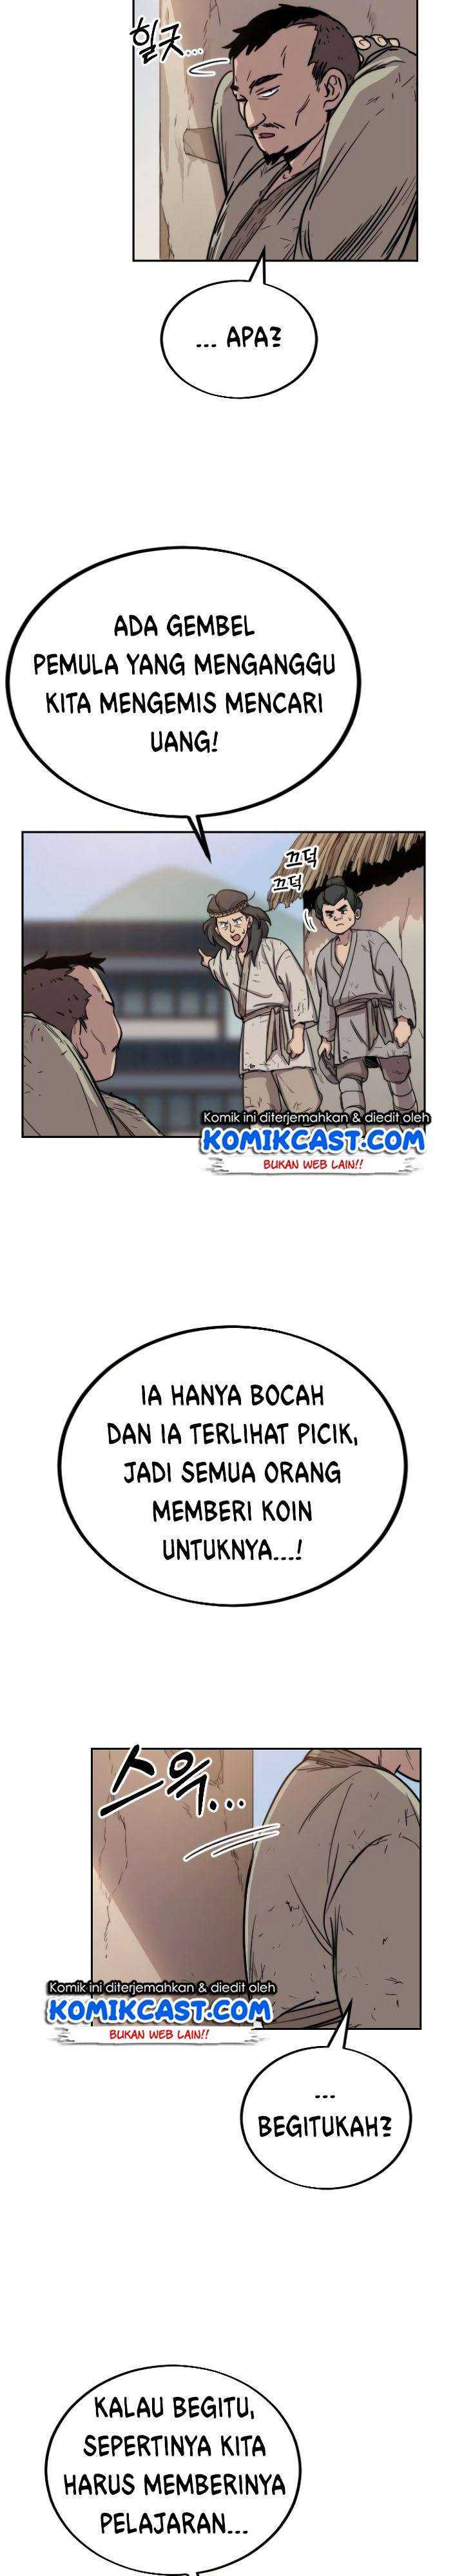 힐긋...
... APA?
ADA GEMBEL
PEMULA YANG MENGANGGU
KITA MENGEMIS MENCARI
UANG!
끄덕
끄덕
Komik ini diterjemahkan & diedit oleh
KOMIKCAST.COM
BUKAN WEB LAIN!!
IA HANYA BOCAH
DAN IA TERLIHAT PICIK,
JADI SEMUA ORANG
MEMBERI KOIN
UNTUKNYA...!
스윽...
Komik ini diterjemahkan & diedit oleh
KOMIKCAST.COM
BUKAN WEB LAIN!!
...
BEGITUKAH?
KALAU BEGITU,
SEPERTINYA KITA
HARUS MEMBERINYA
PELAJARAN...